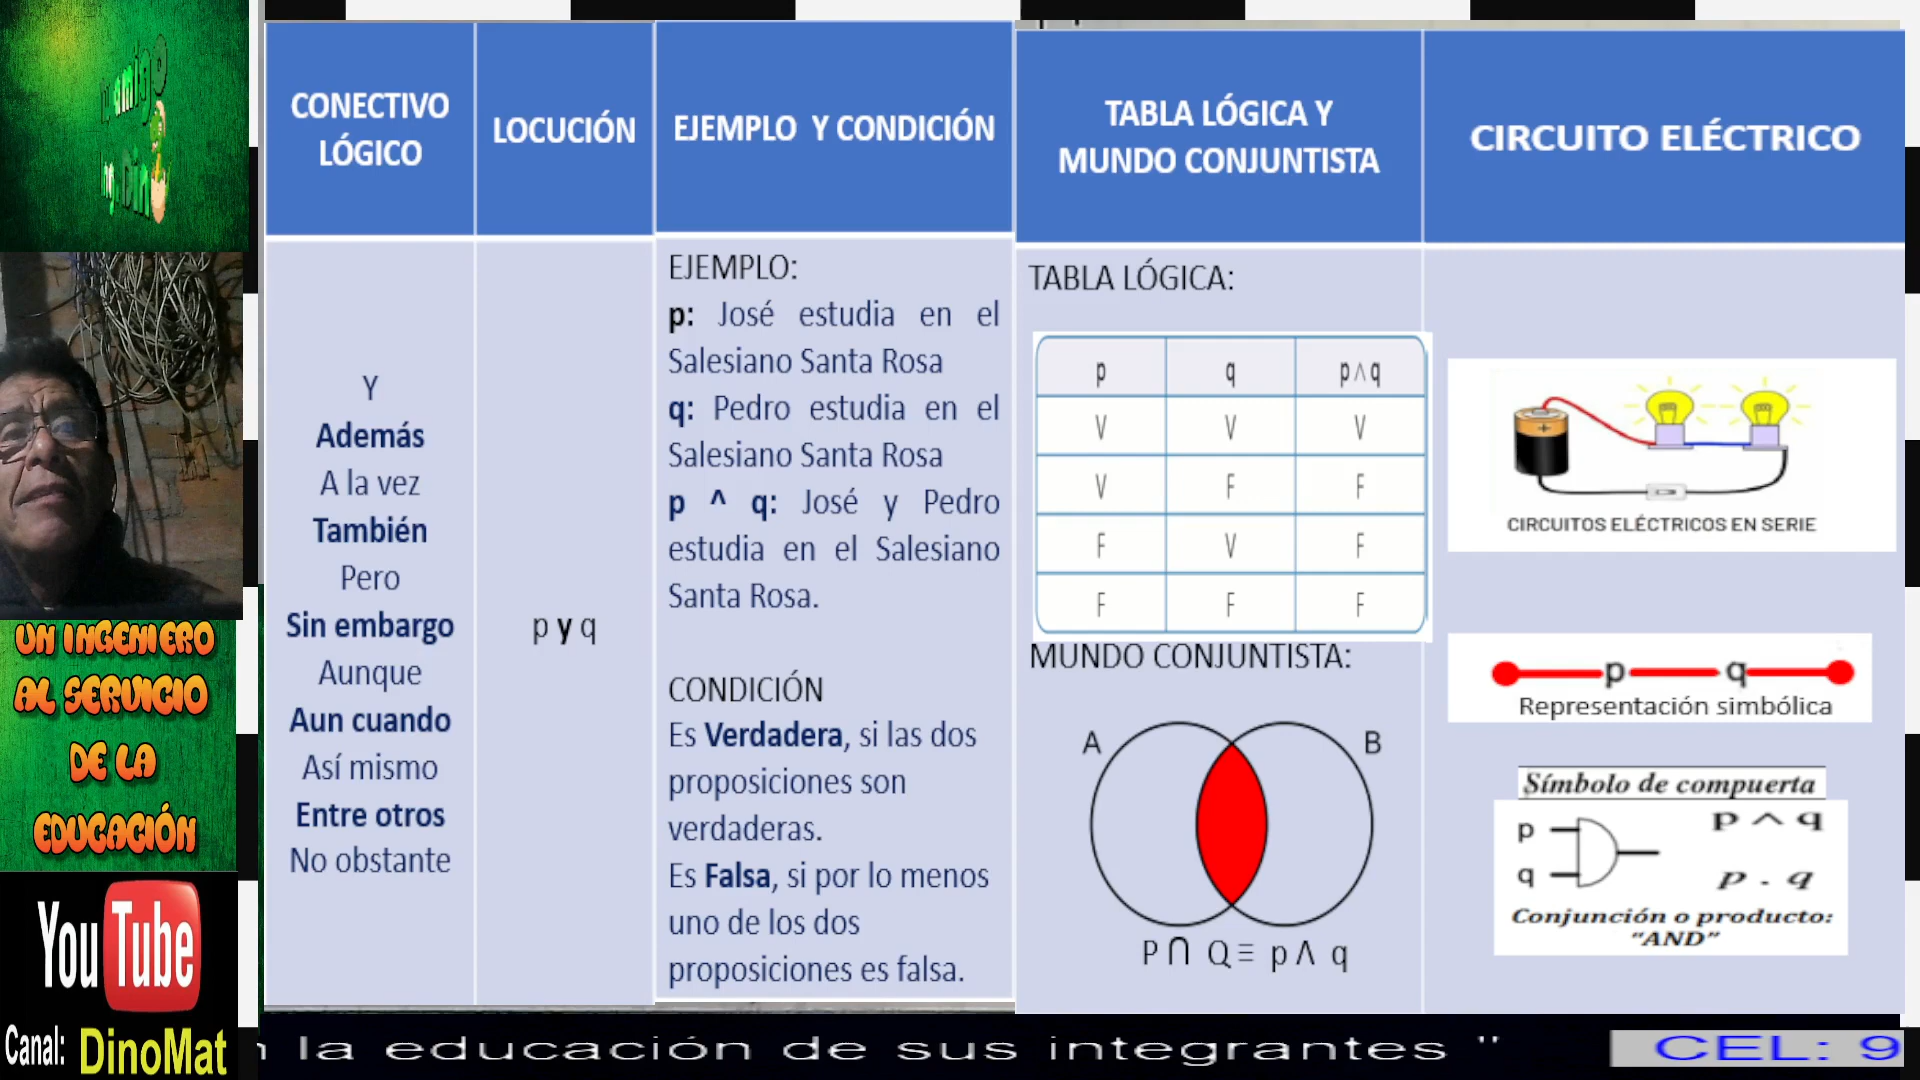 CONECTIVO
LÓGICO
LOCUCIÓN
EJEMPLO Y CONDICIÓN
TABLA LÓGICA Y
MUNDO CONJUNTISTA
CIRCUITO ELÉCTRICO
Y
Además
A la vez
También
Pero
Sin embargo
Aunque
Aun cuando
Así mismo
Entre otros
No obstante
p y q
EJEMPLO:
p: José estudia en el
Salesiano Santa Rosa
q: Pedro estudia en el
Salesiano Santa Rosa
p ^ q: José y Pedro
estudia en el Salesiano
Santa Rosa.
CONDICIÓN
Es Verdadera, si las dos
proposiciones son
verdaderas.
Es Falsa, si por lo menos
uno de los dos
proposiciones es falsa.
TABLA LÓGICA:
p q p∧q
V V V
V F F
F V F
F F F
MUNDO CONJUNTISTA:
A B
P ∩ Q ≡ p Λ q
CIRCUITOS ELÉCTRICOS EN SERIE
p q
Representación simbólica
Símbolo de compuerta
p
q
p ^ q
p . q
Conjunción o producto:
"AND"
amigo
UN INGENIERO
AL SERVICIO
DE LA
EDUCACIÓN
YouTube
Canal: DinoMat
la educación de sus integrantes "
CEL: 9